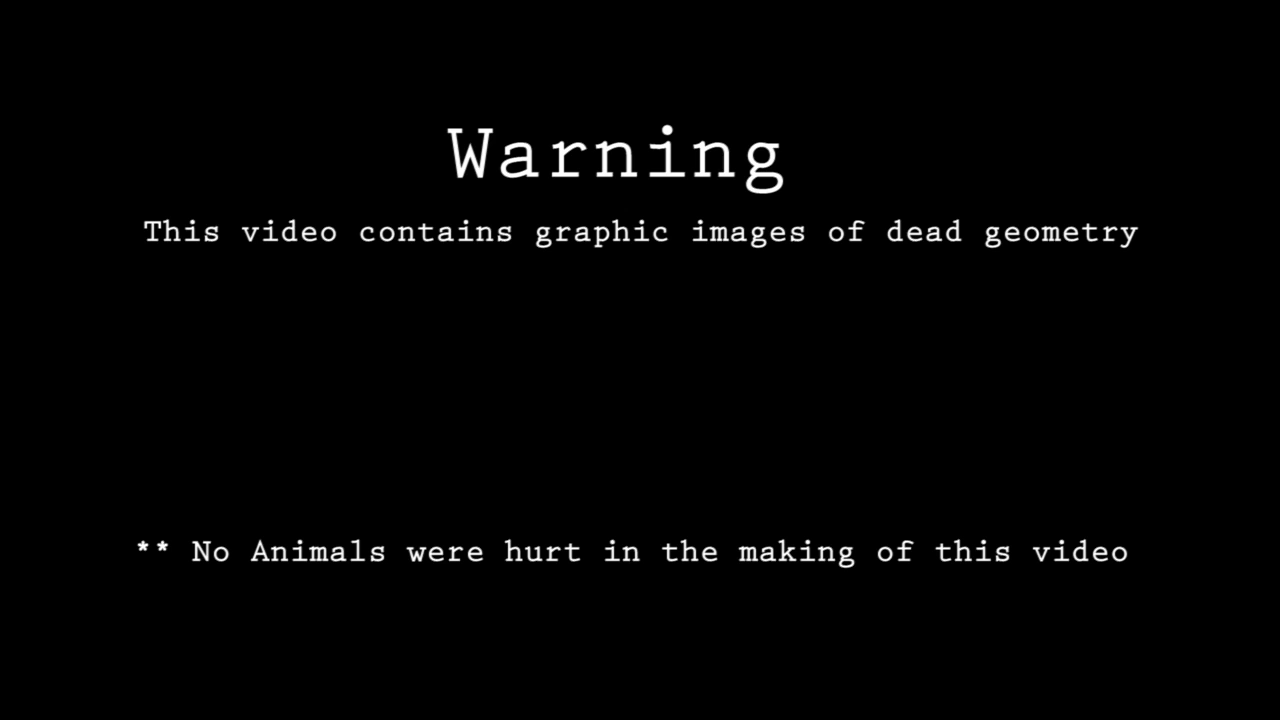 Warning
This video contains graphic images of dead geometry
** No Animals were hurt in the making of this video